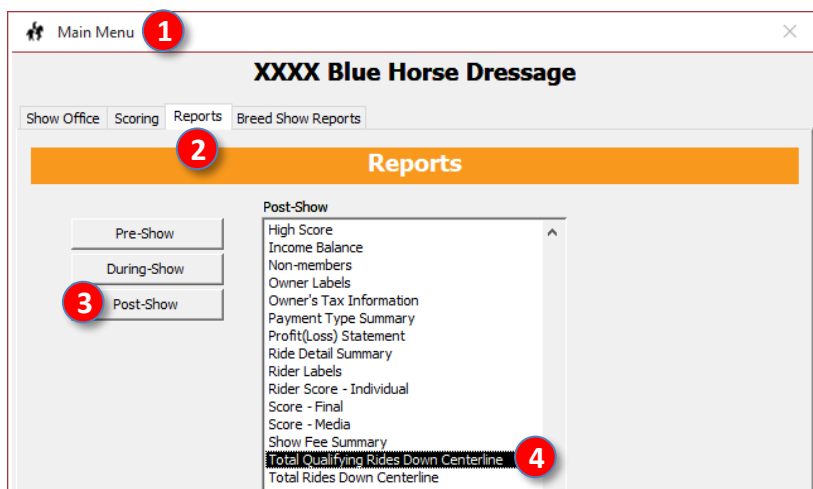 Main Menu 1
XXXX Blue Horse Dressage
Show Office Scoring Reports Breed Show Reports
2
Reports
Post-Show
Pre-Show
During-Show
3 Post-Show
High Score
Income Balance
Non-members
Owner Labels
Owner's Tax Information
Payment Type Summary
Profit(Loss) Statement
Ride Detail Summary
Rider Labels
Rider Score - Individual
Score - Final
Score - Media
Show Fee Summary
Total Qualifying Rides Down Centerline 4
Total Rides Down Centerline